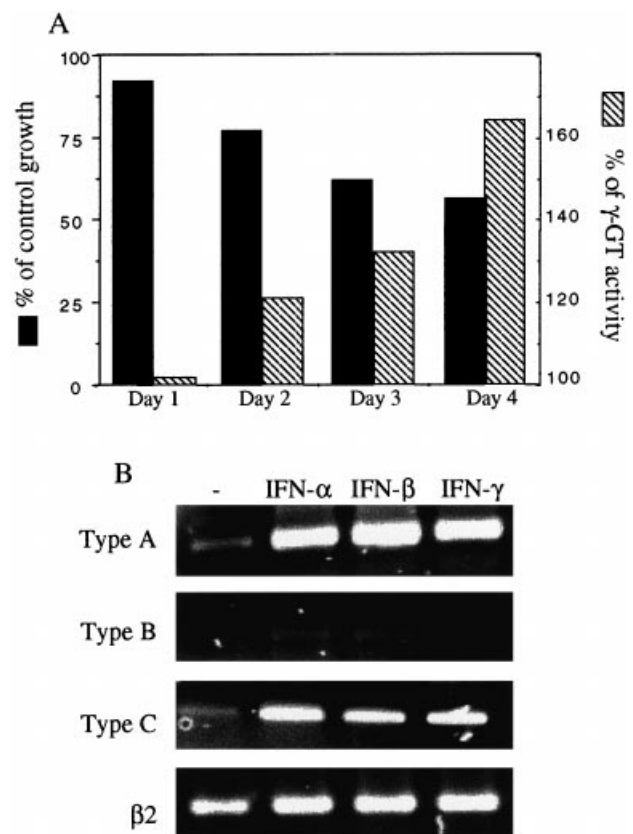 A
100
75
50
25
0
% of control growth
160
140
120
100
% of γ-GT activity
Day 1 Day 2 Day 3 Day 4
B
- IFN-α IFN-β IFN-γ
Type A
Type B
Type C
β2